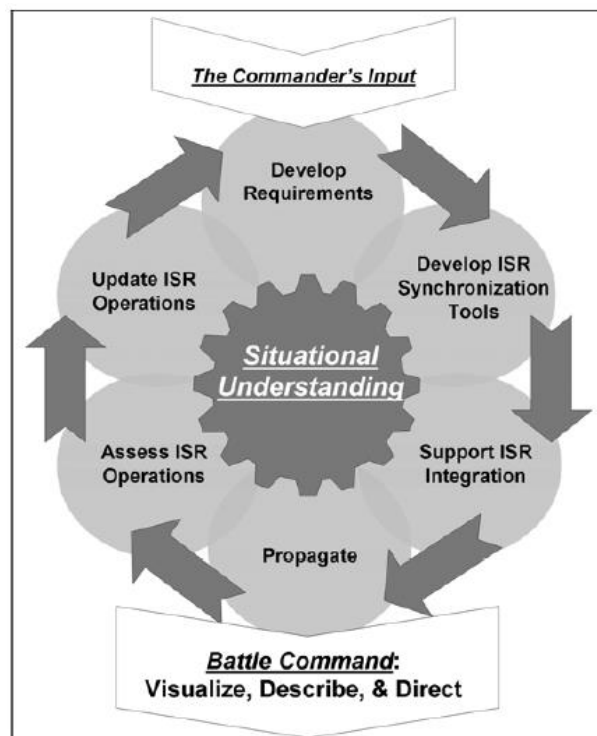 The Commander's Input
Develop
Requirements
Develop ISR
Synchronization
Tools
Support ISR
Integration
Propagate
Assess ISR
Operations
Update ISR
Operations
Situational
Understanding
Battle Command:
Visualize, Describe, & Direct